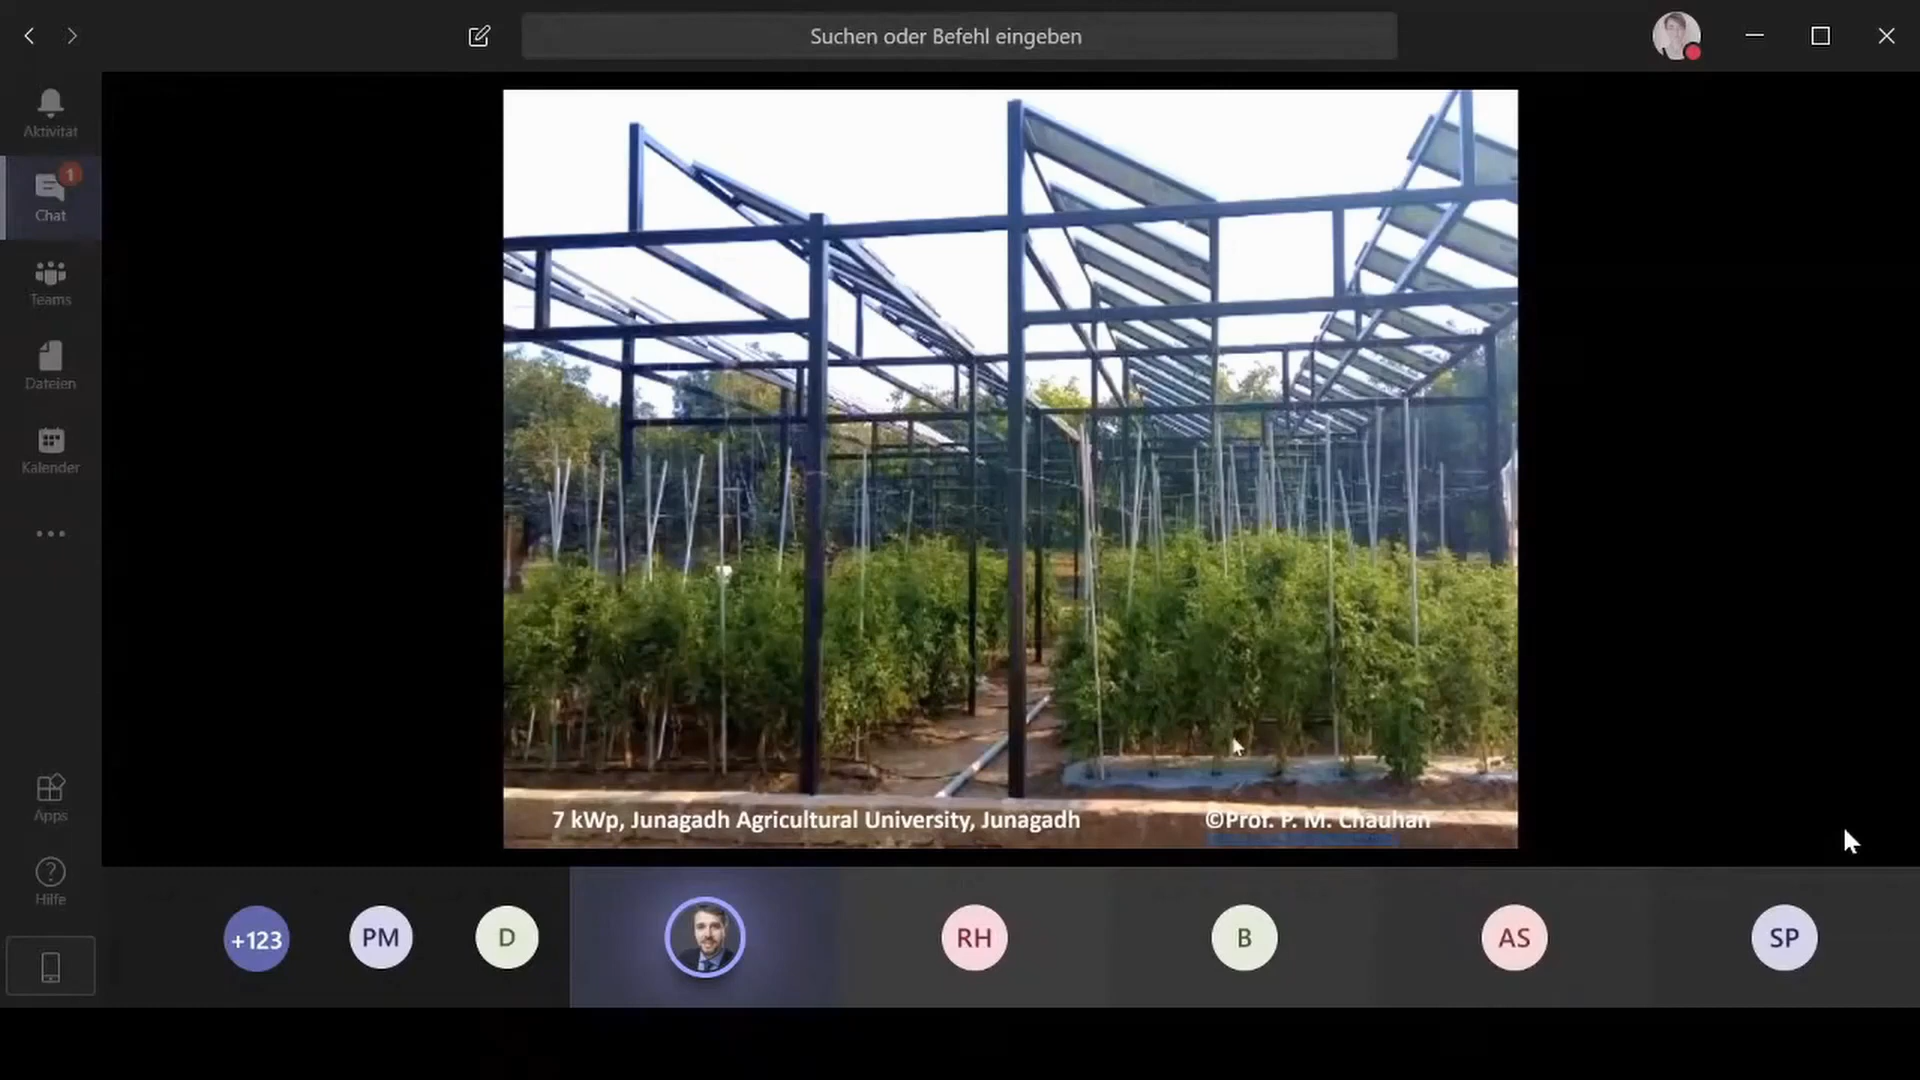 Suchen oder Befehl eingeben
Aktivität
1
Chat
Teams
Dateien
Kalender
Apps
Hilfe
7 kWp, Junagadh Agricultural University, Junagadh
©Prof. P. M. Chauhan
+123
PM
D
RH
B
AS
SP